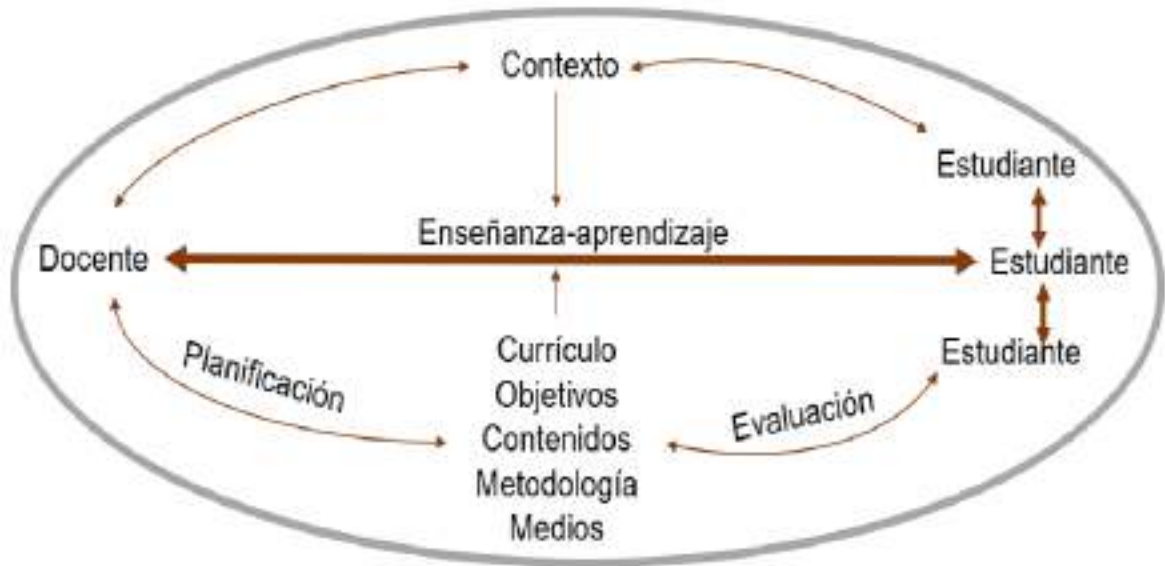 Contexto
Estudiante
Enseñanza-aprendizaje
Docente
Estudiante
Estudiante
Planificación
Currículo
Objetivos
Contenidos
Metodología
Medios
Evaluación